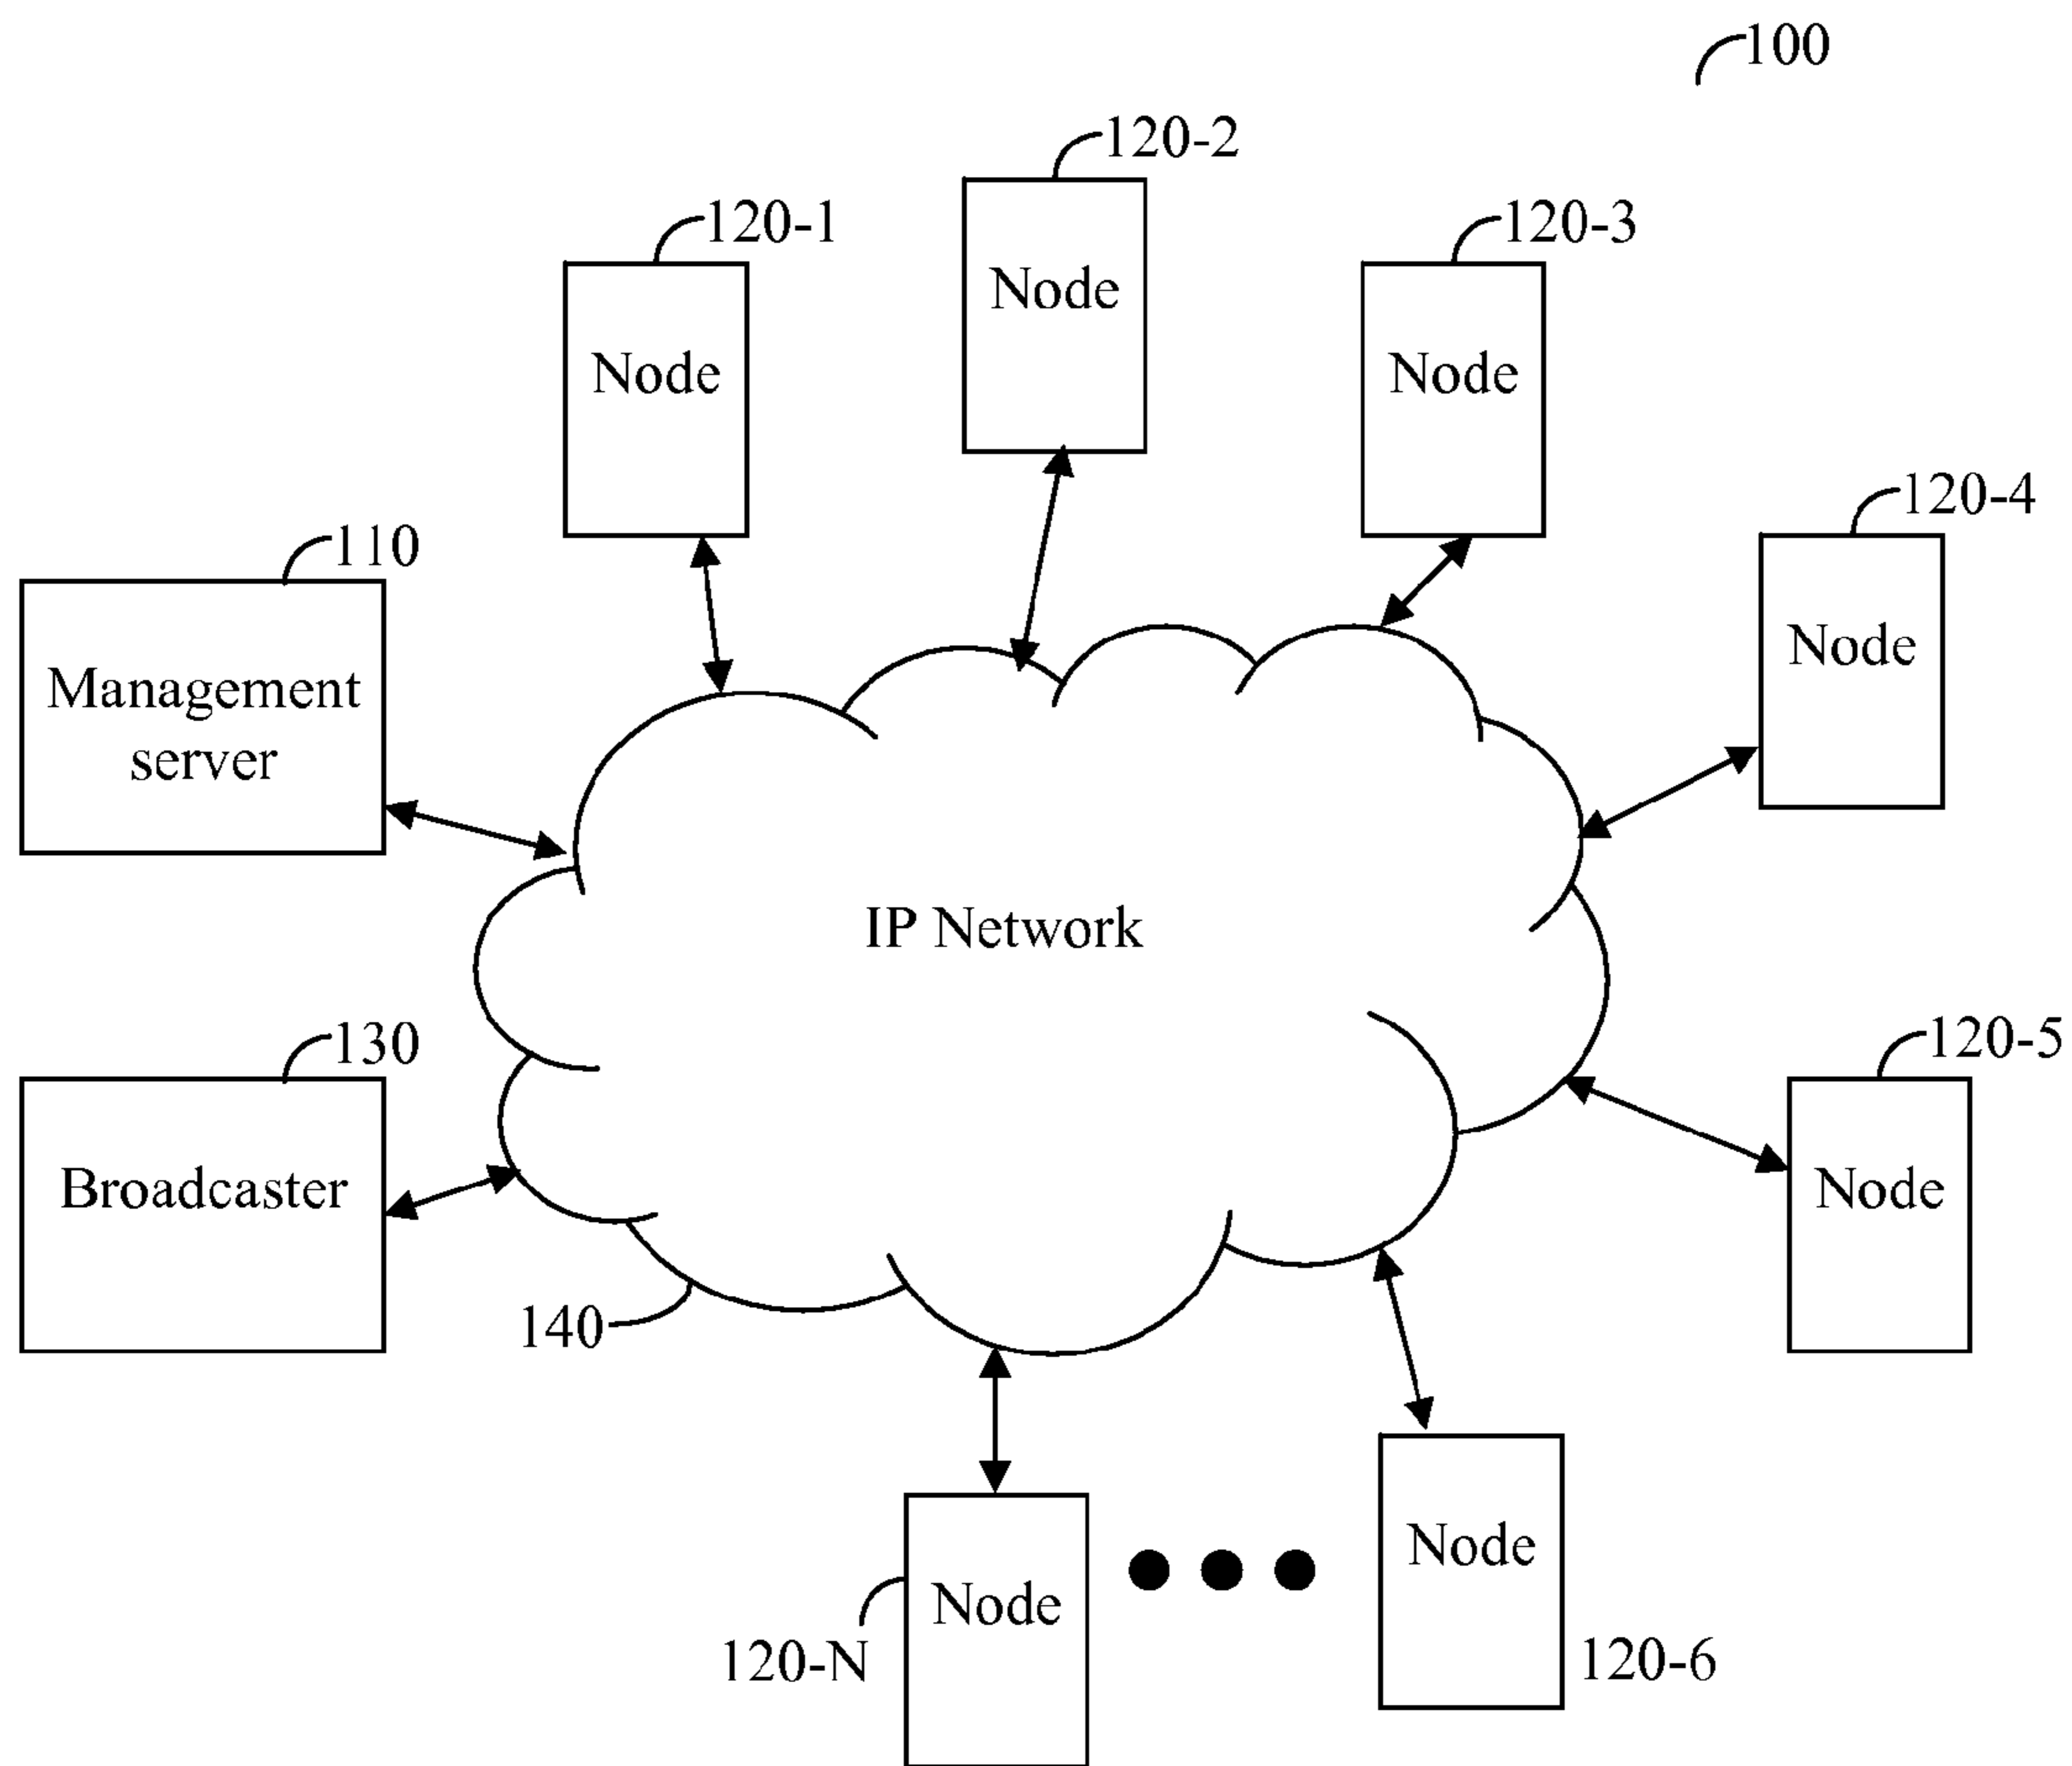 100
120-2
120-1
120-3
Node
Node
Node
120-4
110
Node
Management
server
IP Network
130
120-5
Broadcaster
Node
140
Node
Node
120-N
120-6